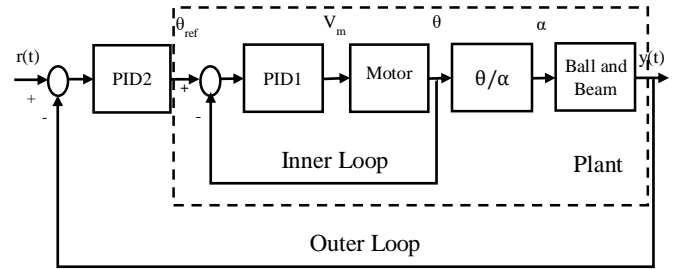 θref Vm θ α
r(t) y(t)
PID2 PID1 Motor θ/α Ball and
Beam
+ - + -
Inner Loop
Plant
Outer Loop